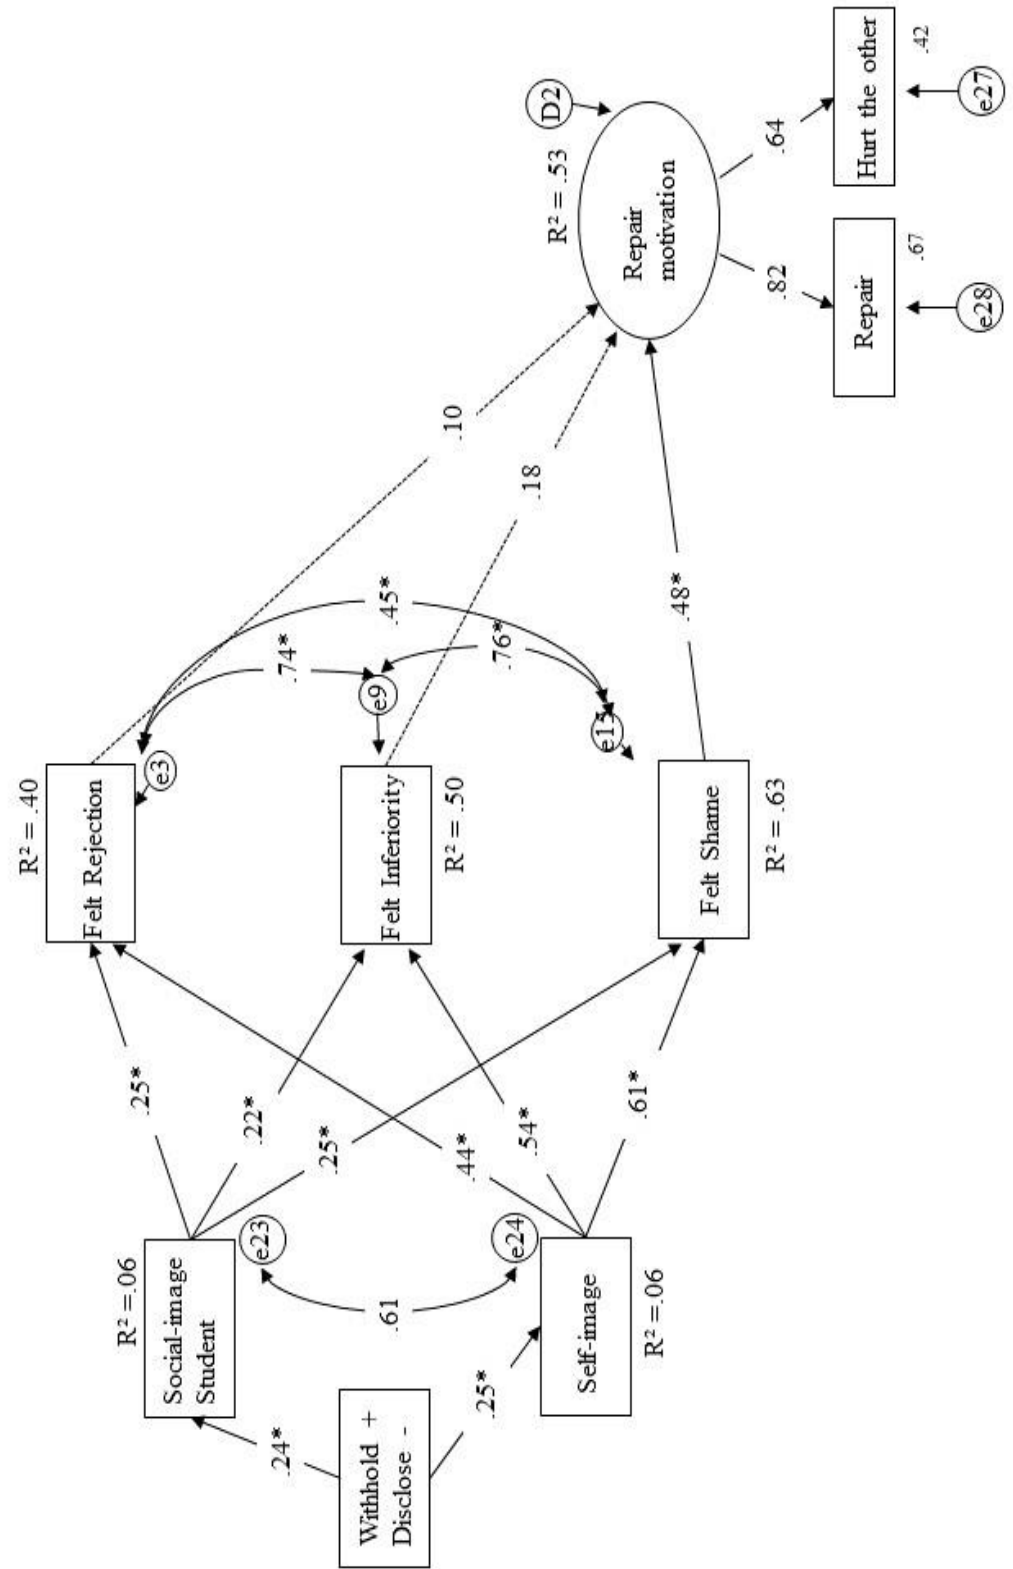 Withhold +
Disclose -
.24*
.25*
R² =.06
Social-image
Student
e23
.61
e24
Self-image
R² =.06
.25*
.22*
.25*
.44*
.54*
.61*
R² = .40
Felt Rejection
e3
Felt Inferiority
R² = .50
e9
Felt Shame
R² = .63
e15
.74*
.45*
.76*
.10
.18
.48*
D2
R² = .53
Repair
motivation
.82
.64
Repair
.67
e28
Hurt the other
.42
e27